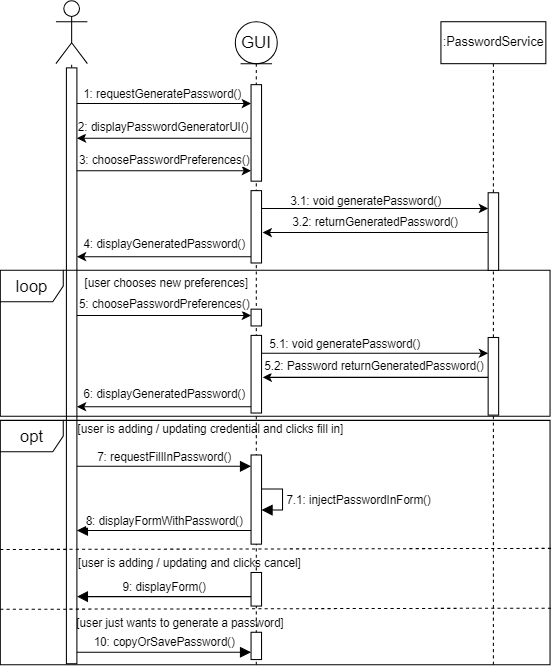 GUI
:PasswordService
1: requestGeneratePassword()
2: displayPasswordGeneratorUI()
3: choosePasswordPreferences()
3.1: void generatePassword()
3.2: returnGeneratedPassword()
4: displayGeneratedPassword()
loop
[user chooses new preferences]
5: choosePasswordPreferences()
5.1: void generatePassword()
5.2: Password returnGeneratedPassword()
6: displayGeneratedPassword()
opt
[user is adding / updating credential and clicks fill in]
7: requestFillInPassword()
7.1: injectPasswordInForm()
8: displayFormWithPassword()
[user is adding / updating and clicks cancel]
9: displayForm()
[user just wants to generate a password]
10: copyOrSavePassword()